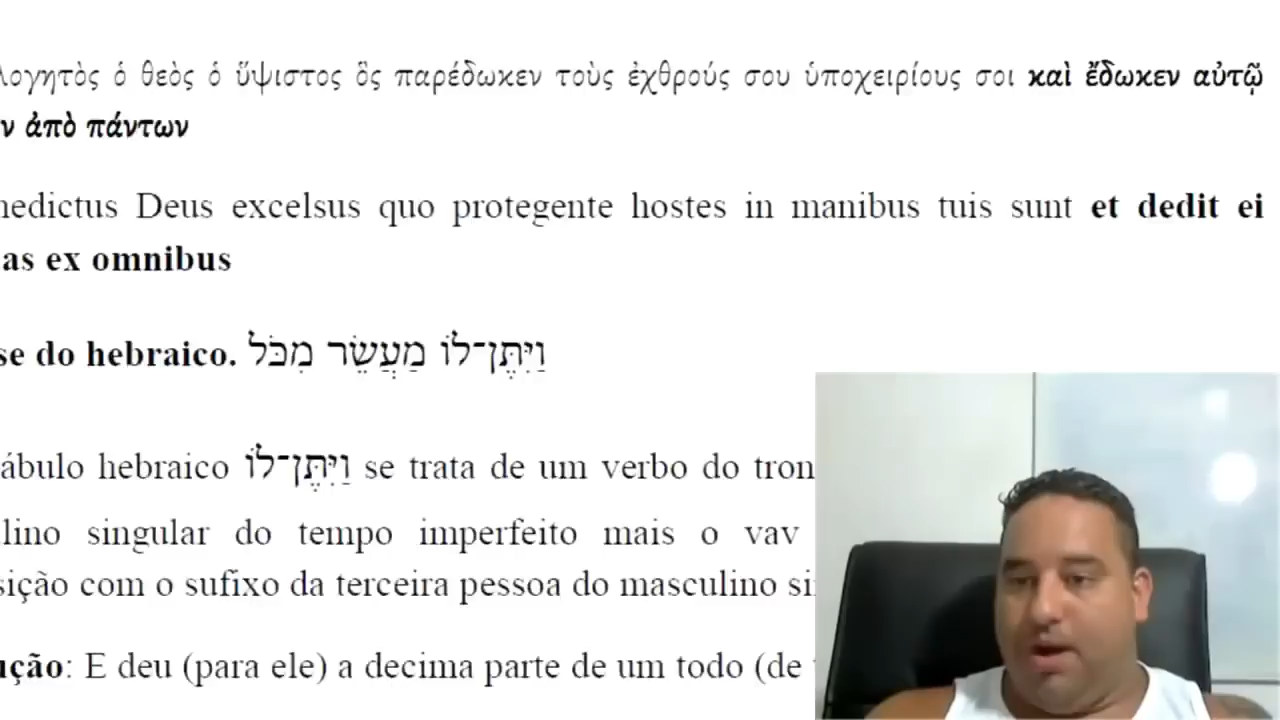 λογητὸς ὁ θεὸς ὁ ὕψιστος ὃς παρέδωκεν τοὺς ἐχθρούς σου ὑποχειρίους σοι καὶ ἔδωκεν αὐτῷ
ν ἀπὸ πάντων
nedictus Deus excelsus quo protegente hostes in manibus tuis sunt et dedit ei
as ex omnibus
se do hebraico. וַיִּתֶּן־לוֹ מַעֲשֵׂר מִכֹּל
ábulo hebraico וַיִּתֶּן־לוֹ se trata de um verbo do tron
lino singular do tempo imperfeito mais o vav
sição com o sufixo da terceira pessoa do masculino si
ução: E deu (para ele) a decima parte de um todo (de